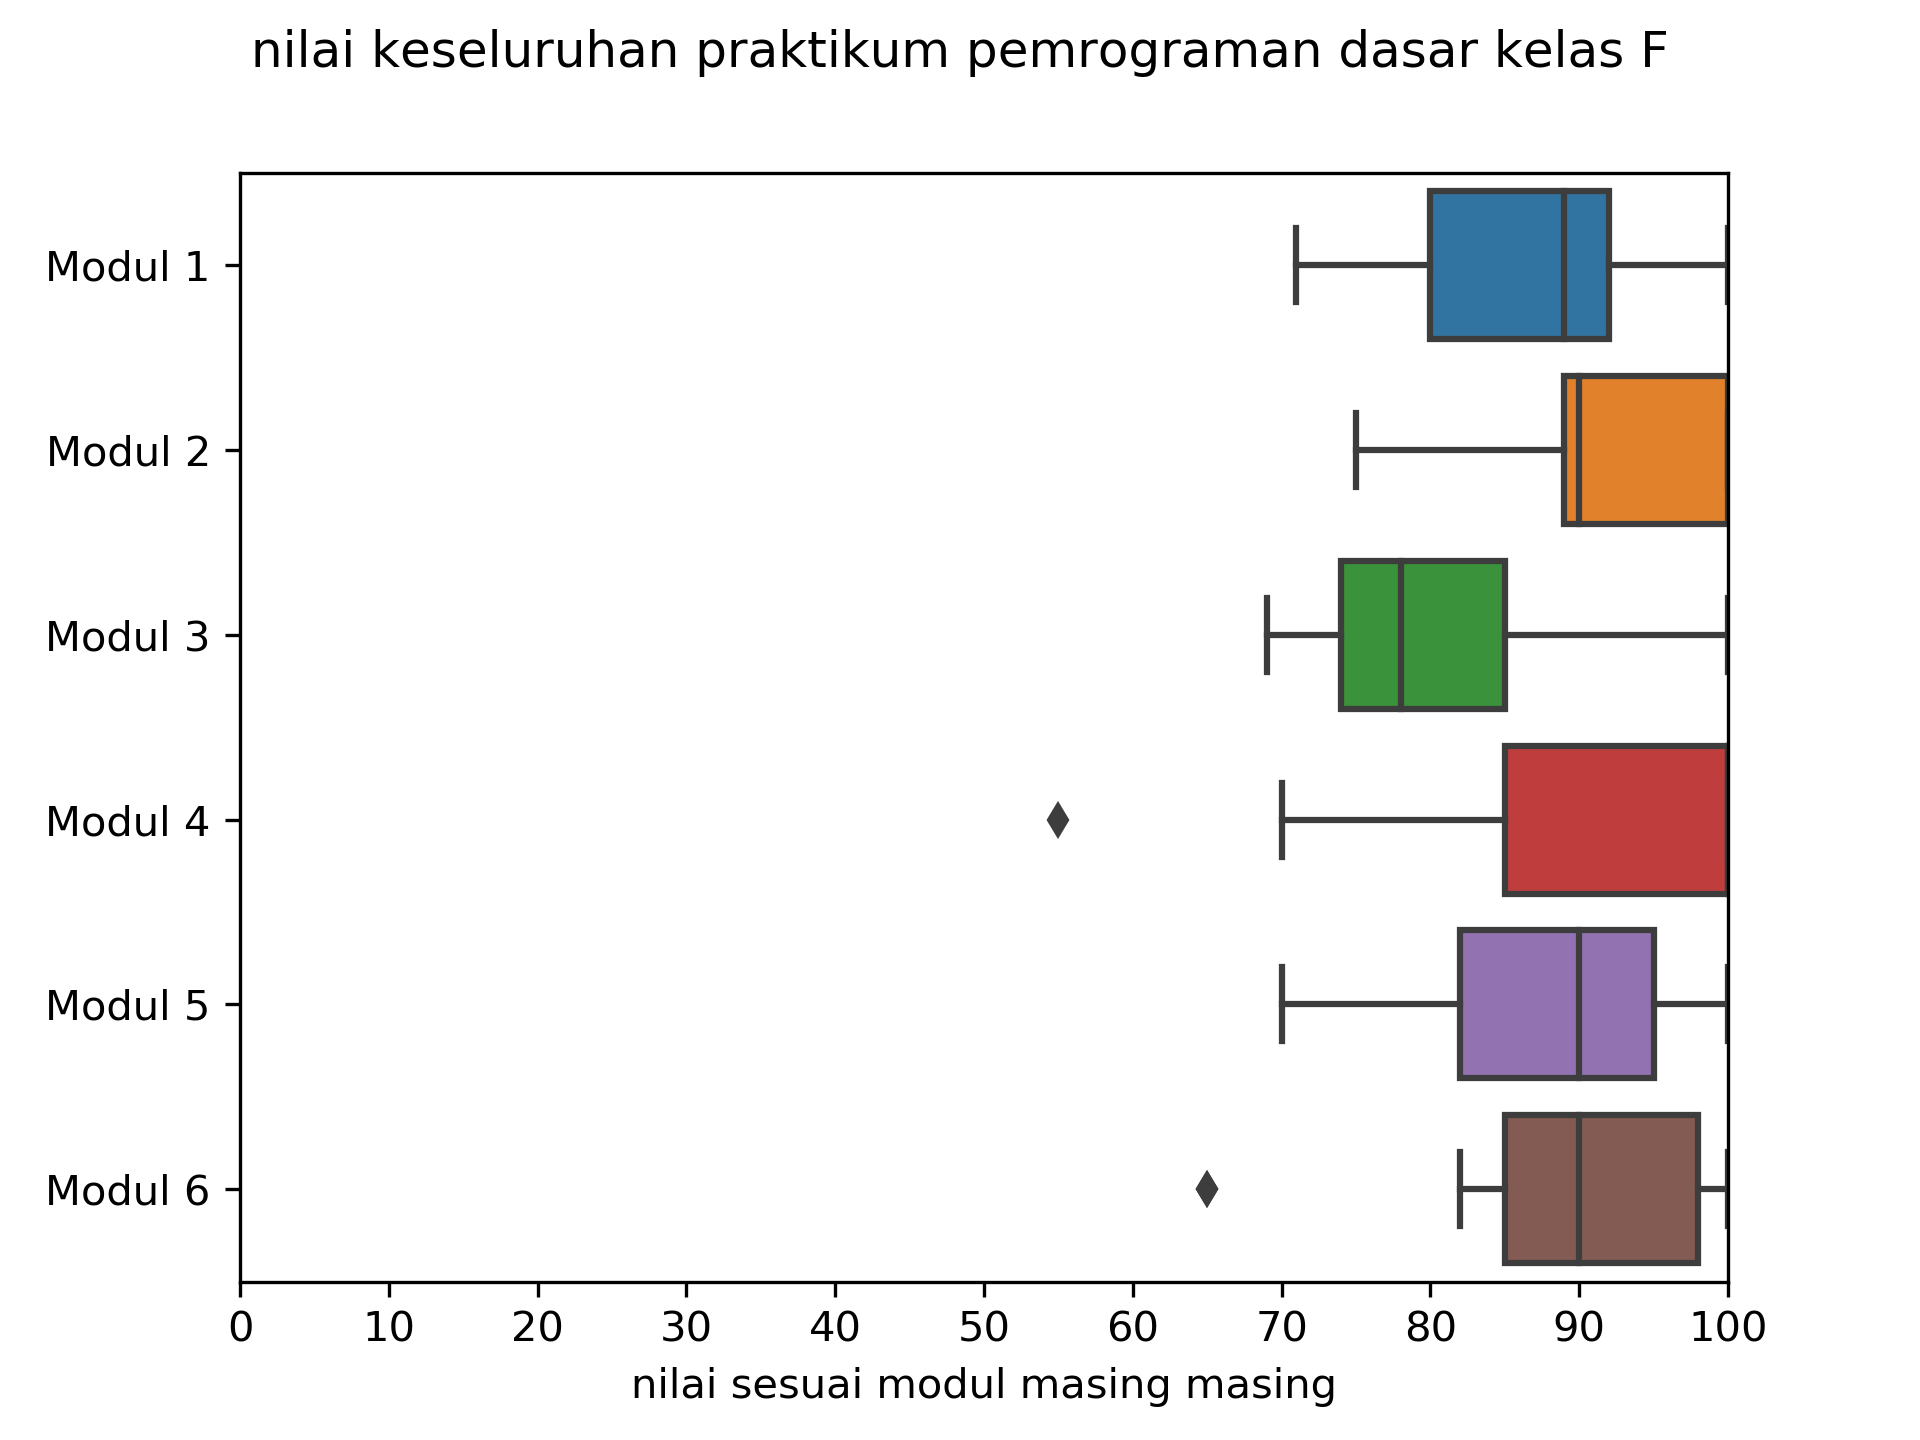 nilai keseluruhan praktikum pemrograman dasar kelas F
Modul 1
Modul 2
Modul 3
Modul 4
Modul 5
Modul 6
0 10 20 30 40 50 60 70 80 90 100
nilai sesuai modul masing masing